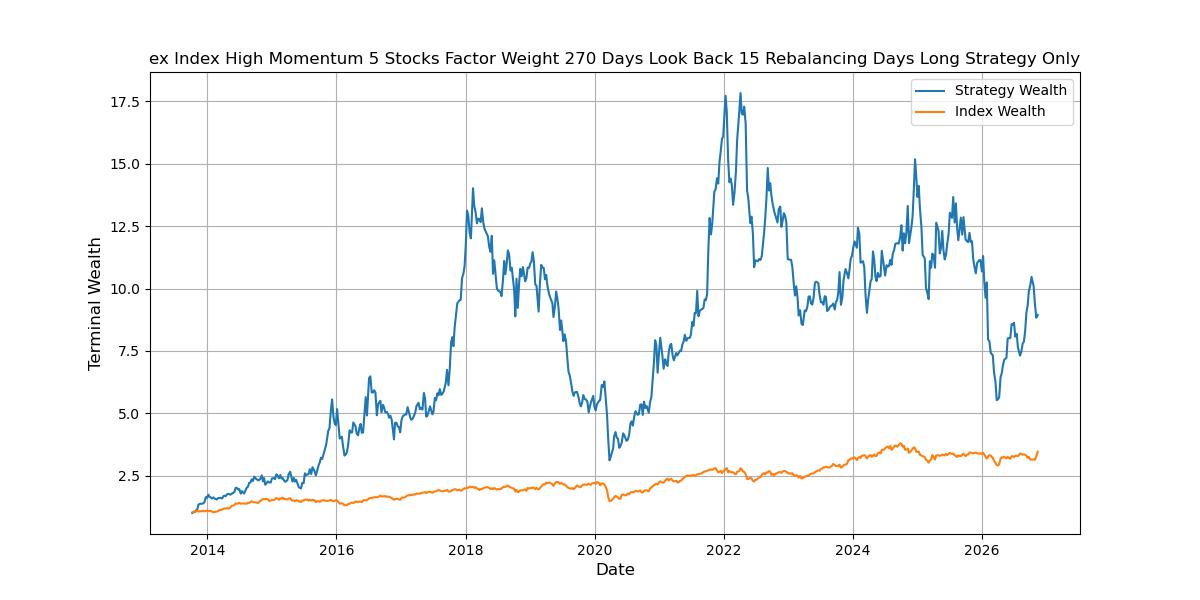 ex Index High Momentum 5 Stocks Factor Weight 270 Days Look Back 15 Rebalancing Days Long Strategy Only
Strategy Wealth
Index Wealth
Terminal Wealth
17.5
15.0
12.5
10.0
7.5
5.0
2.5
2014 2016 2018 2020 2022 2024 2026
Date